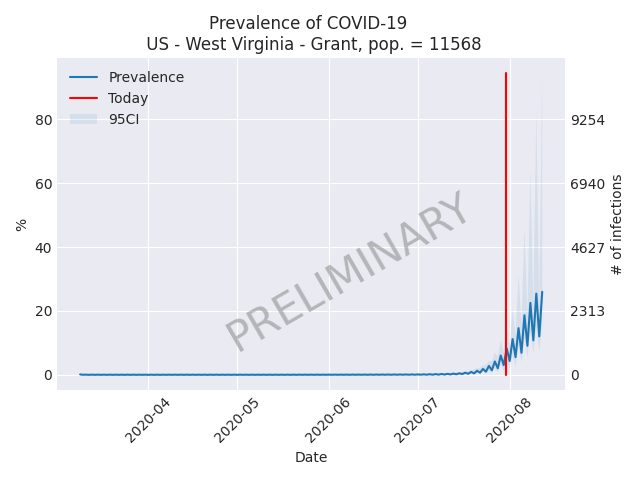 Prevalence of COVID-19
US - West Virginia - Grant, pop. = 11568
Prevalence
Today
95CI
%
80
60
40
20
0
9254
6940
4627
2313
0
# of infections
PRELIMINARY
2020-04
2020-05
2020-06
2020-07
2020-08
Date